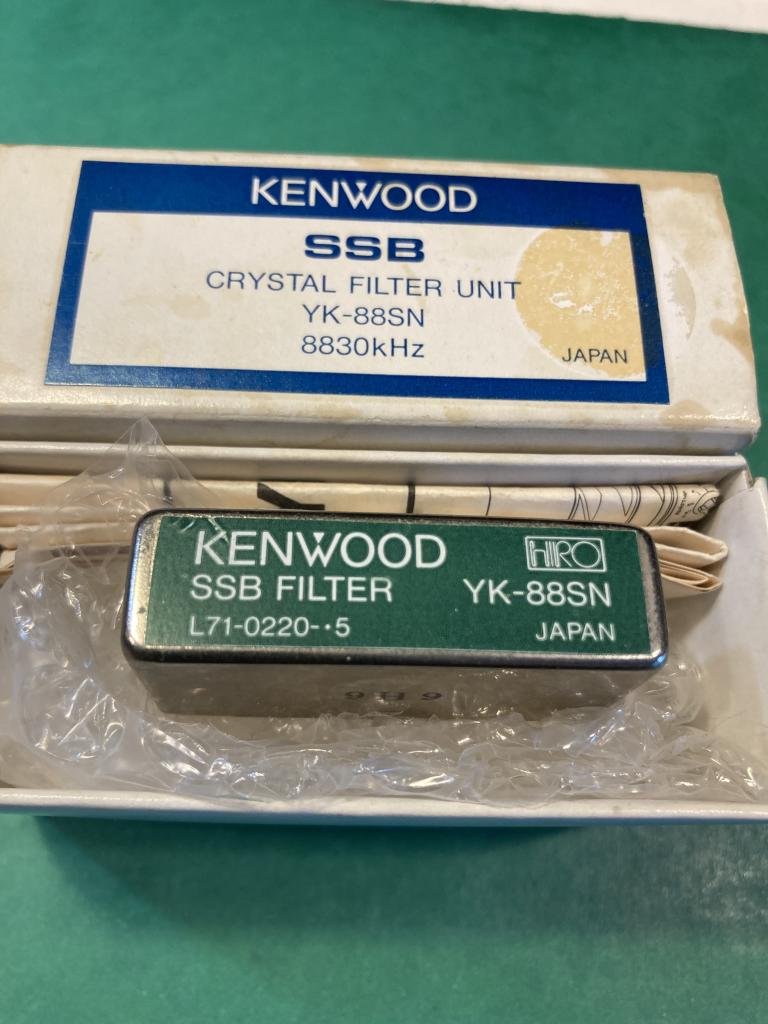 KENWOOD
SSB
CRYSTAL FILTER UNIT
YK-88SN
8830kHz
JAPAN
KENWOOD
HIRO
SSB FILTER
YK-88SN
L71-0220-·5
JAPAN